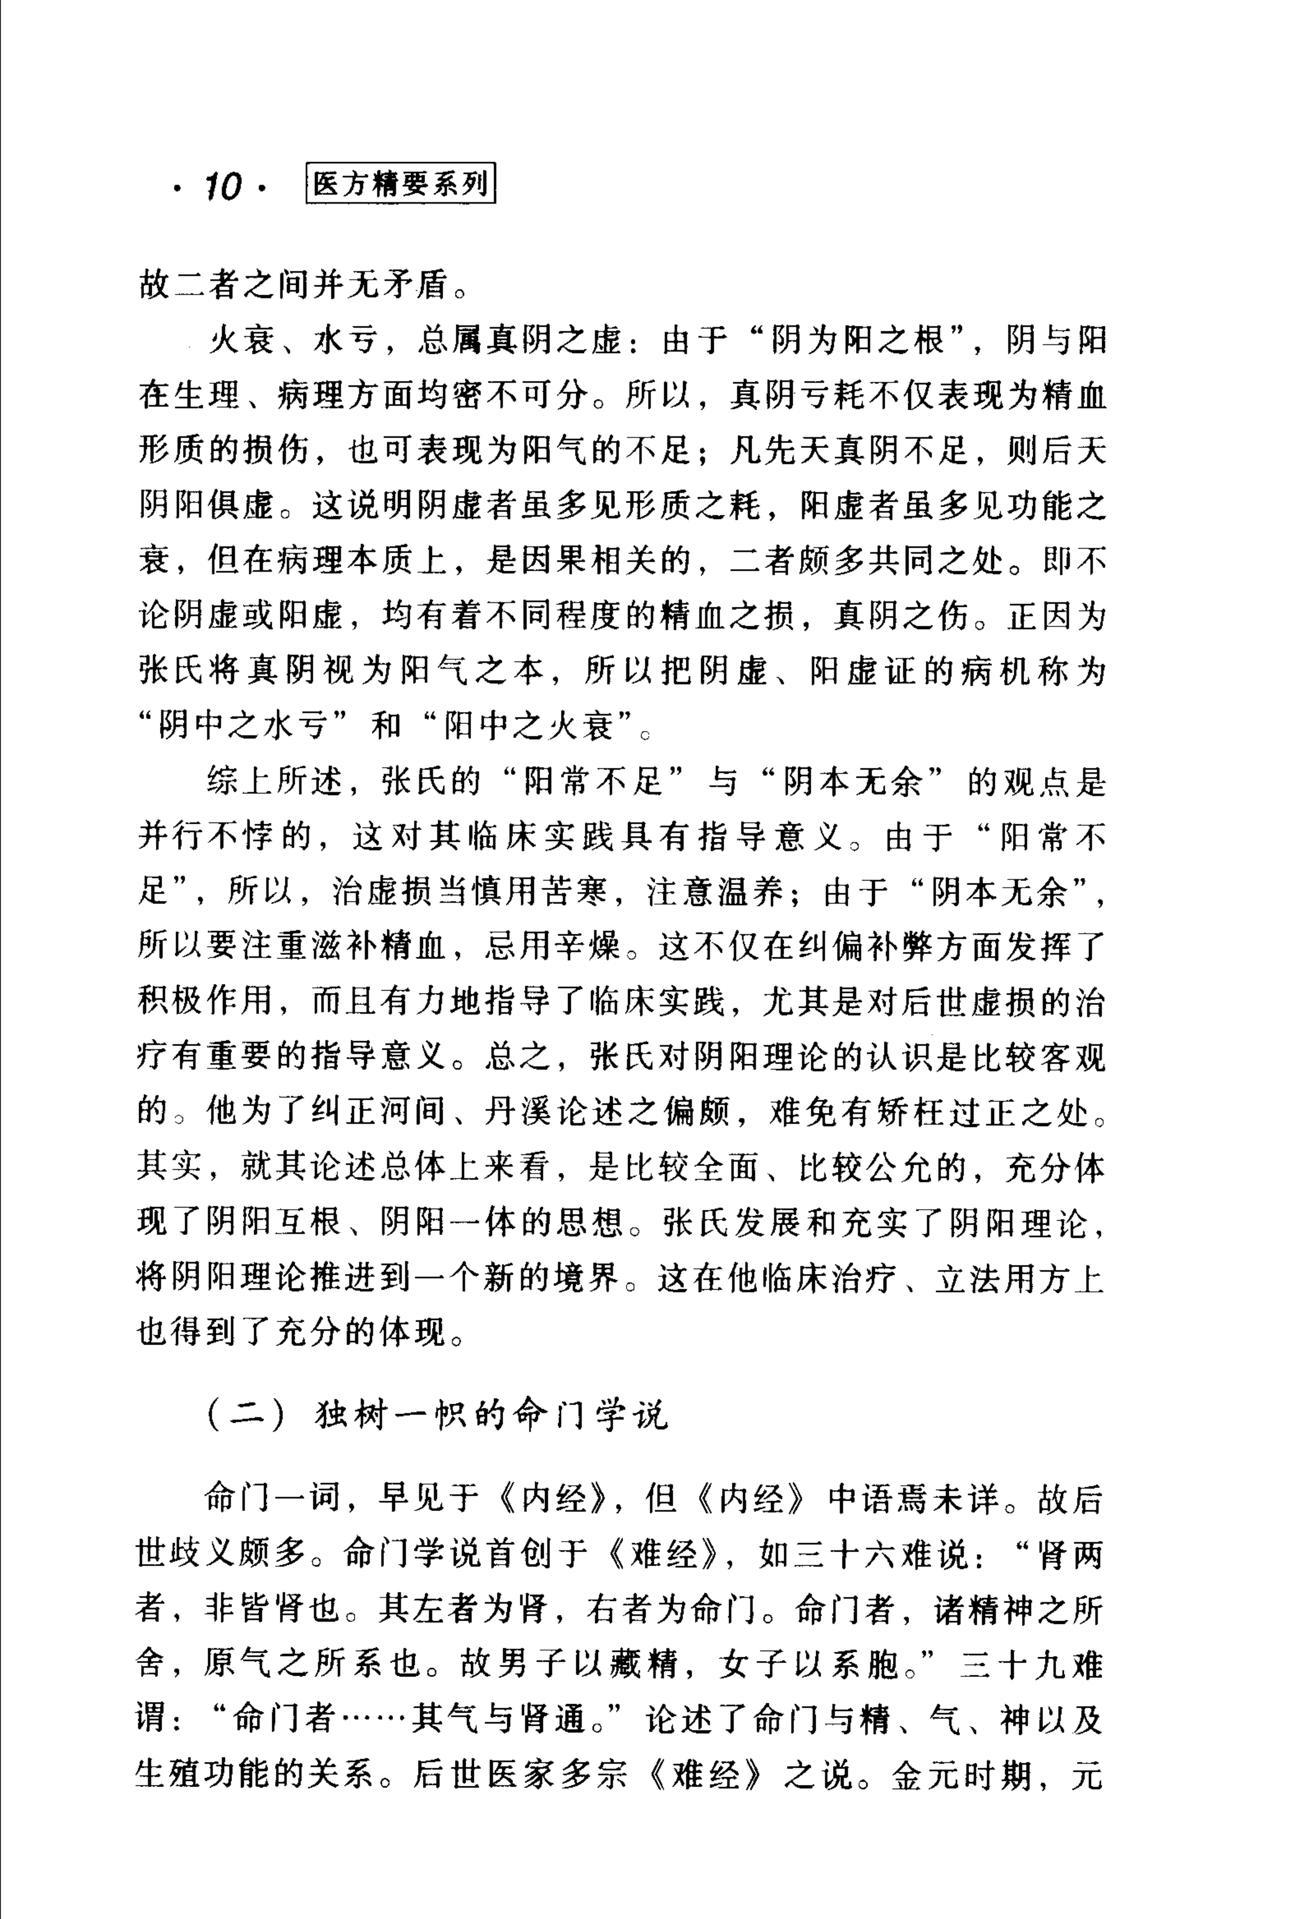 · 10 · 医方精要系列
故二者之间并无矛盾。
火衰、水亏，总属真阴之虚：由于“阴为阳之根”，阴与阳
在生理、病理方面均密不可分。所以，真阴亏耗不仅表现为精血
形质的损伤，也可表现为阳气的不足；凡先天真阴不足，则后天
阴阳俱虚。这说明阴虚者虽多见形质之耗，阳虚者虽多见功能之
衰，但在病理本质上，是因果相关的，二者颇多共同之处。即不
论阴虚或阳虚，均有着不同程度的精血之损，真阴之伤。正因为
张氏将真阴视为阳气之本，所以把阴虚、阳虚证的病机称为
“阴中之水亏”和“阳中之火衰”。
综上所述，张氏的“阳常不足”与“阴本无余”的观点是
并行不悖的，这对其临床实践具有指导意义。由于“阳常不
足”，所以，治虚损当慎用苦寒，注意温养；由于“阴本无余”，
所以要注重滋补精血，忌用辛燥。这不仅在纠偏补弊方面发挥了
积极作用，而且有力地指导了临床实践，尤其是对后世虚损的治
疗有重要的指导意义。总之，张氏对阴阳理论的认识是比较客观
的。他为了纠正河间、丹溪论述之偏颇，难免有矫枉过正之处。
其实，就其论述总体上来看，是比较全面、比较公允的，充分体
现了阴阳互根、阴阳一体的思想。张氏发展和充实了阴阳理论，
将阴阳理论推进到一个新的境界。这在他临床治疗、立法用方上
也得到了充分的体现。
（二）独树一帜的命门学说
命门一词，早见于《内经》，但《内经》中语焉未详。故后
世歧义颇多。命门学说首创于《难经》，如三十六难说：“肾两
者，非皆肾也。其左者为肾，右者为命门。命门者，诸精神之所
舍，原气之所系也。故男子以藏精，女子以系胞。”三十九难
谓：“命门者……其气与肾通。”论述了命门与精、气、神以及
生殖功能的关系。后世医家多宗《难经》之说。金元时期，元